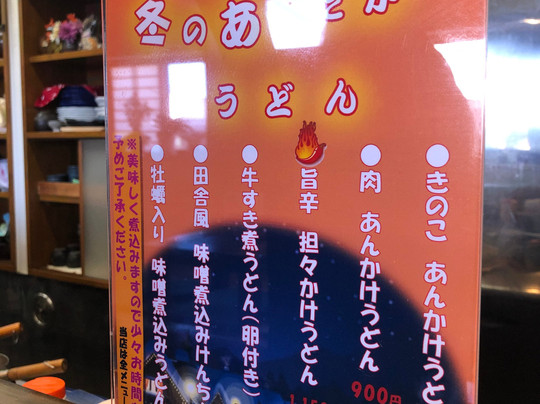 冬のあ
うどん
●きのこ あんかけうど
●肉 あんかけうどん 900円
旨辛 担々かけうどん 1,15
●牛すき煮うどん(卵付き)
●田舎風 味噌煮込みけんち
●牡蠣入り 味噌煮込みうどん
※美味しく煮込みますので少々お時間
予めご了承ください。
当店は全メニュー